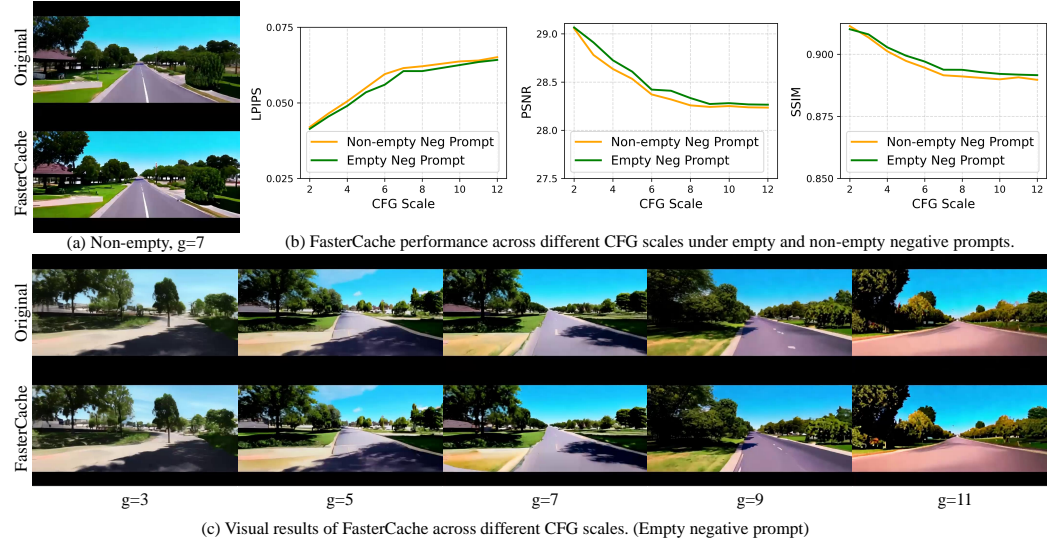 Original
FasterCache
(a) Non-empty, g=7
0.075
0.050
0.025
LPIPS
2 4 6 8 10 12
CFG Scale
Non-empty Neg Prompt
Empty Neg Prompt
29.0
28.5
28.0
27.5
PSNR
2 4 6 8 10 12
CFG Scale
Non-empty Neg Prompt
Empty Neg Prompt
0.900
0.875
0.850
SSIM
2 4 6 8 10 12
CFG Scale
Non-empty Neg Prompt
Empty Neg Prompt
(b) FasterCache performance across different CFG scales under empty and non-empty negative prompts.
Original
FasterCache
g=3 g=5 g=7 g=9 g=11
(c) Visual results of FasterCache across different CFG scales. (Empty negative prompt)